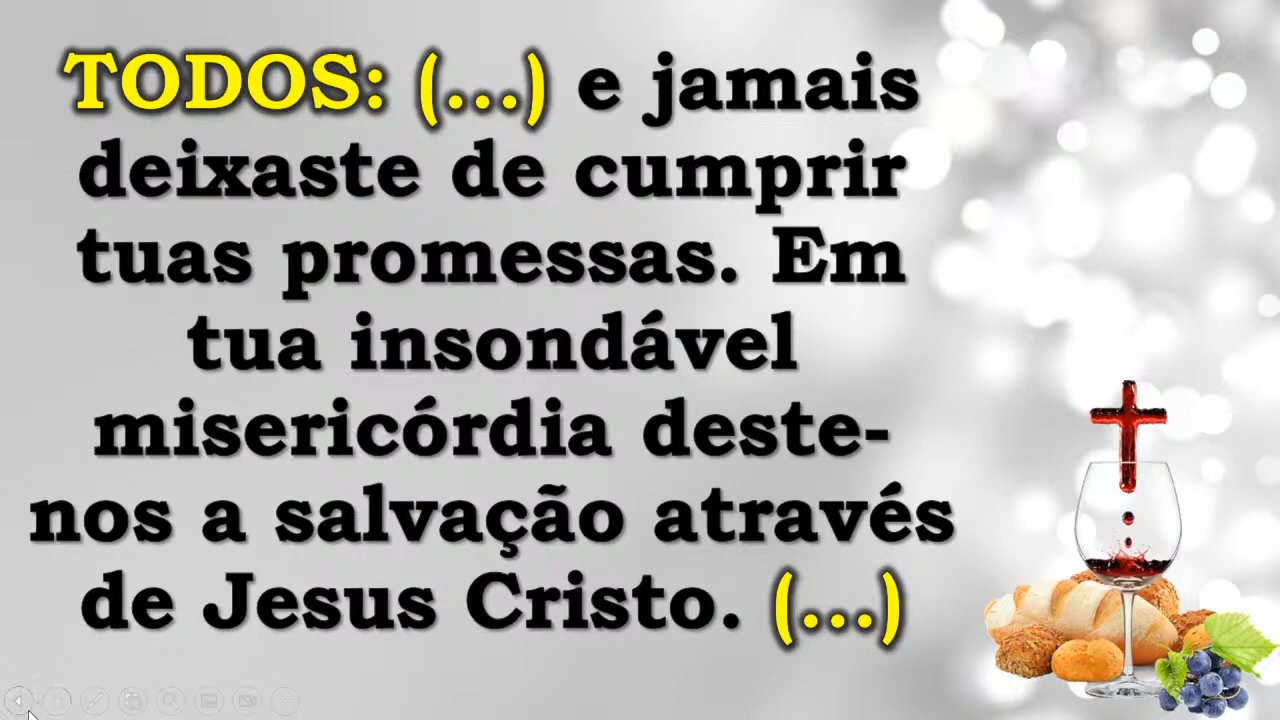 TODOS: (...) e jamais
deixaste de cumprir
tuas promessas. Em
tua insondável
misericórdia deste-
nos a salvação através
de Jesus Cristo. (...)